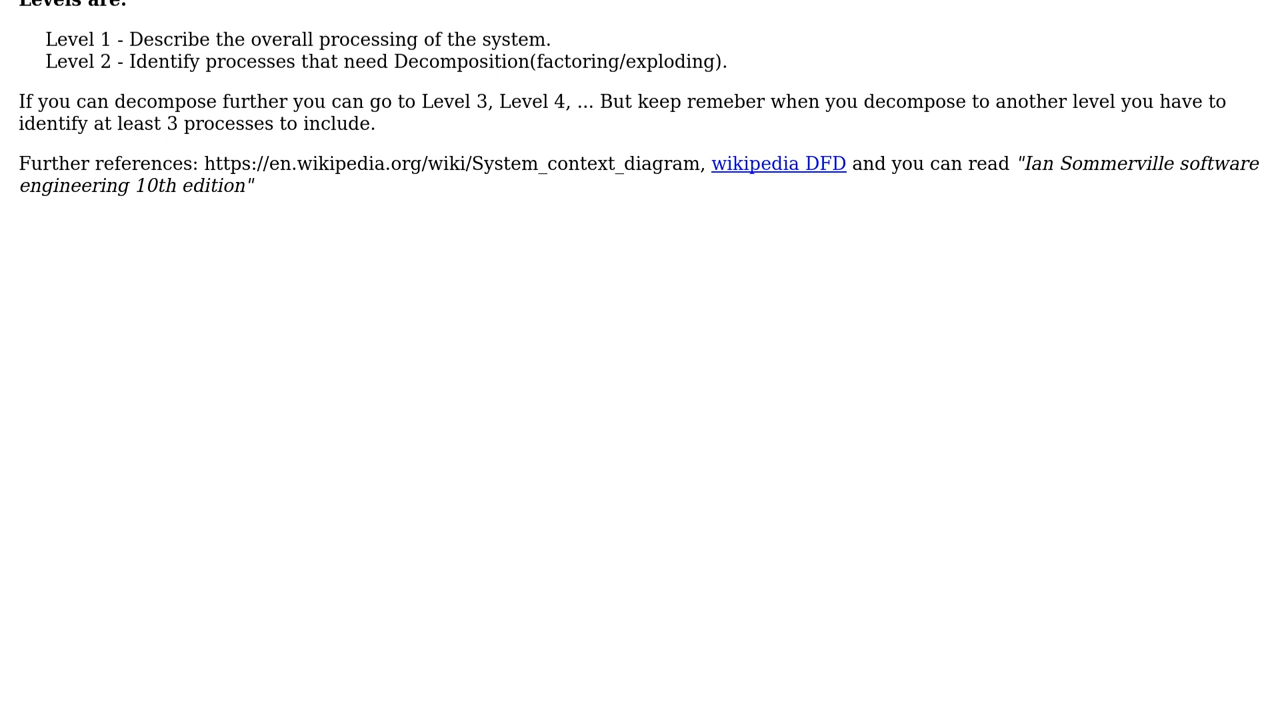 Levels are:
Level 1 - Describe the overall processing of the system.
Level 2 - Identify processes that need Decomposition(factoring/exploding).
If you can decompose further you can go to Level 3, Level 4, ... But keep remeber when you decompose to another level you have to
identify at least 3 processes to include.
Further references: https://en.wikipedia.org/wiki/System_context_diagram, wikipedia DFD and you can read "Ian Sommerville software
engineering 10th edition"